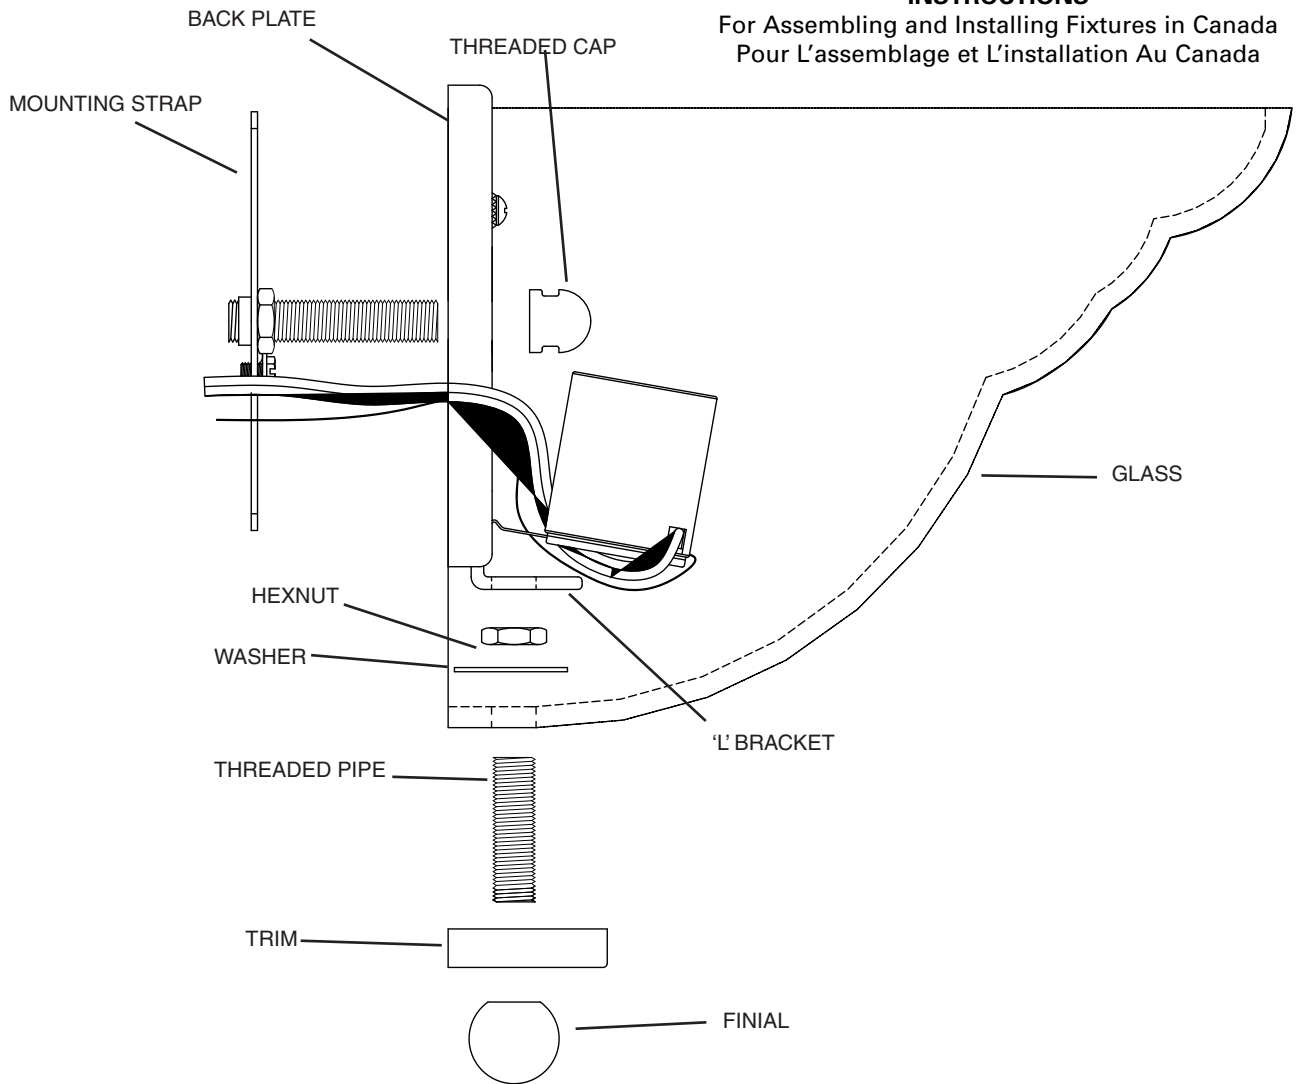 INSTRUCTIONS
For Assembling and Installing Fixtures in Canada
Pour L'assemblage et L'installation Au Canada
BACK PLATE
THREADED CAP
MOUNTING STRAP
GLASS
HEXNUT
WASHER
'L' BRACKET
THREADED PIPE
TRIM
FINIAL